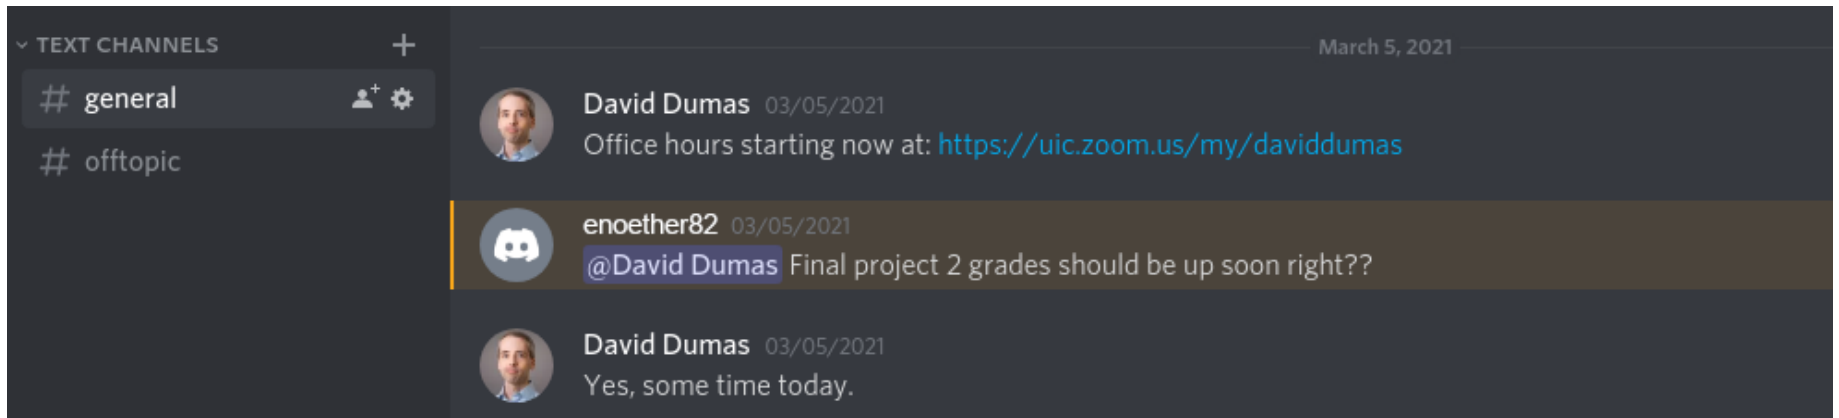 TEXT CHANNELS
general
offtopic
March 5, 2021
David Dumas 03/05/2021
Office hours starting now at: https://uic.zoom.us/my/daviddumas
enoether82 03/05/2021
@David Dumas Final project 2 grades should be up soon right??
David Dumas 03/05/2021
Yes, some time today.